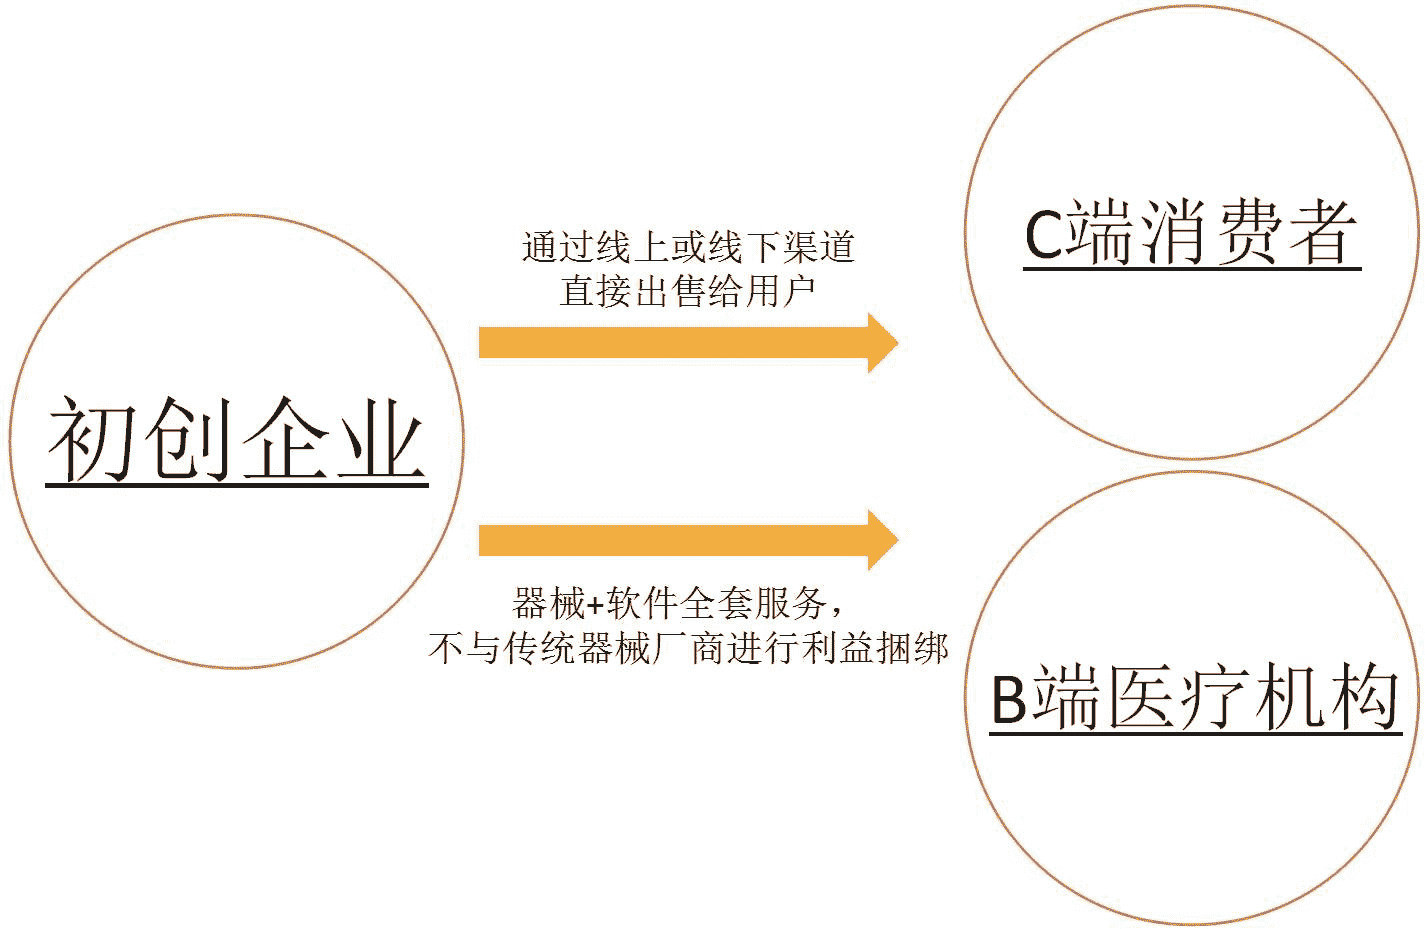 初创企业
通过线上或线下渠道
直接出售给用户
器械+软件全套服务，
不与传统器械厂商进行利益捆绑
C端消费者
B端医疗机构